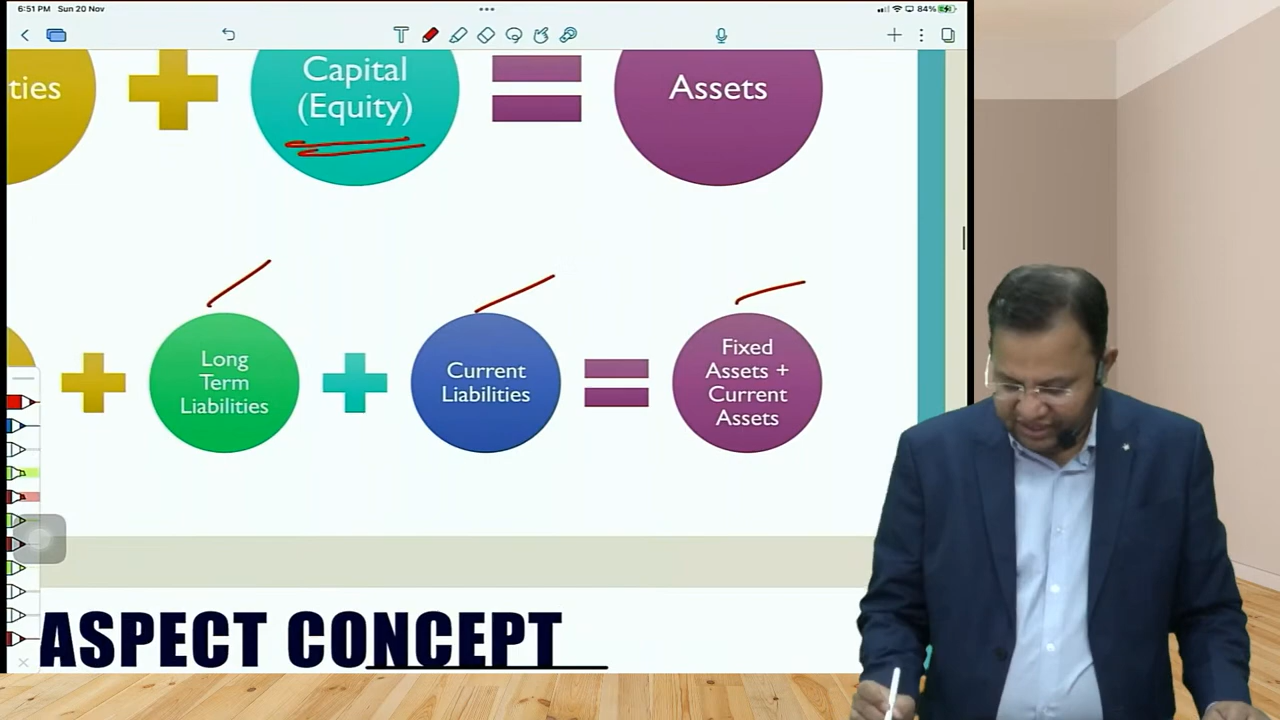 6:51 PM Sun 20 Nov
84%
ties
Capital
(Equity)
Assets
Long
Term
Liabilities
Current
Liabilities
Fixed
Assets +
Current
Assets
ASPECT CONCEPT